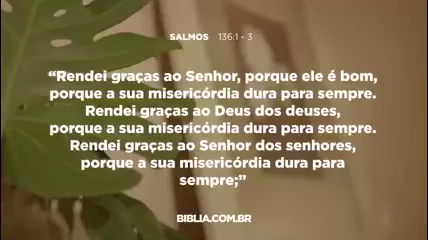 SALMOS 136:1 - 3
“Rendei graças ao Senhor, porque ele é bom,
porque a sua misericórdia dura para sempre.
Rendei graças ao Deus dos deuses,
porque a sua misericórdia dura para sempre.
Rendei graças ao Senhor dos senhores,
porque a sua misericórdia dura para
sempre;”
BIBLIA.COM.BR